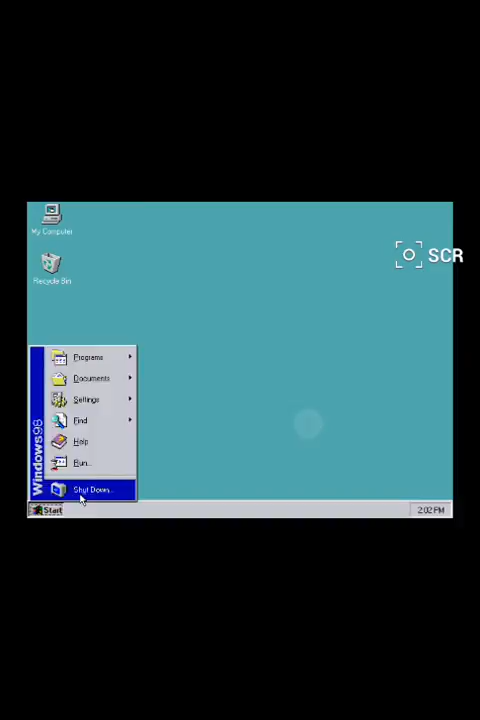 My Computer
SCR
Recycle Bin
Programs
Documents
Settings
Find
Help
Run...
Shut Down...
Windows98
Start
2:02 PM